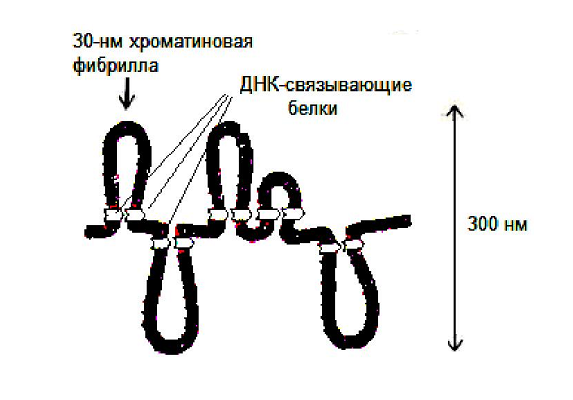 30-нм хроматиновая
фибрилла
ДНК-связывающие
белки
300 нм